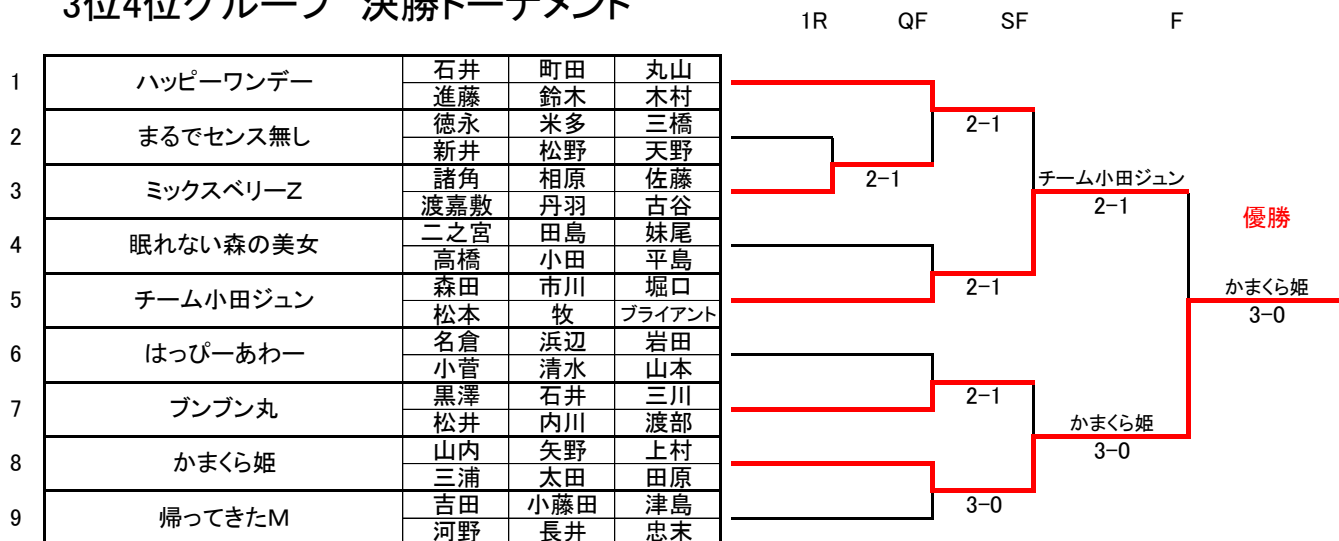 3位4位グループ 決勝トーナメント
1R QF SF F
1 ハッピーワンデー 石井 町田 丸山
進藤 鈴木 木村
2 まるでセンス無し 徳永 米多 三橋 2-1
新井 松野 天野
3 ミックスベリーZ 諸角 相原 佐藤 2-1 チーム小田ジュン
渡嘉敷 丹羽 古谷 2-1
4 眠れない森の美女 二之宮 田島 妹尾 優勝
高橋 小田 平島
5 チーム小田ジュン 森田 市川 堀口 2-1 かまくら姫
松本 牧 ブライアント 3-0
6 はっぴーあわー 名倉 浜辺 岩田
小菅 清水 山本
7 ブンブン丸 黒澤 石井 三川 2-1
松井 内川 渡部 かまくら姫
8 かまくら姫 山内 矢野 上村 3-0
三浦 太田 田原
9 帰ってきたM 吉田 小藤田 津島 3-0
河野 長井 忠末